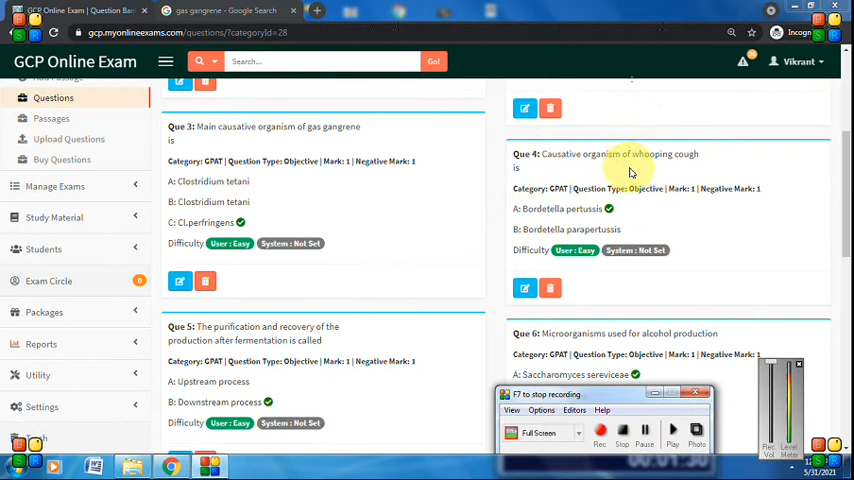 GCP Online Exam
gas gangrene - Google Search
gcp.myonlineexams.com/questions/?categoryId=28
GCP Online Exam
Search...
Go!
Vikrant
Questions
Passages
Upload Questions
Buy Questions
Manage Exams
Study Material
Students
Exam Circle
0
Packages
Reports
Utility
Settings
Que 3: Main causative organism of gas gangrene
is
Category: GPAT | Question Type: Objective | Mark: 1 | Negative Mark: 1
A: Clostridium tetani
B: Clostridium tetani
C: Cl.perfringens
Difficulty User : Easy System : Not Set
Que 5: The purification and recovery of the
production after fermentation is called
Category: GPAT | Question Type: Objective | Mark: 1 | Negative Mark: 1
A: Upstream process
B: Downstream process
Difficulty User : Easy System : Not Set
Que 4: Causative organism of whooping cough
is
Category: GPAT | Question Type: Objective | Mark: 1 | Negative Mark: 1
A: Bordetella pertussis
B: Bordetella parapertussis
Difficulty User : Easy System : Not Set
Que 6: Microorganisms used for alcohol production
Category: GPAT | Question Type: Objective | Mark: 1 | Negative Mark: 1
A: Saccharomyces sereviceae
F7 to stop recording
View Options Editors Help
Full Screen
Rec Stop Pause Play Photo
Rec Vol
Level Meter
5/31/2021